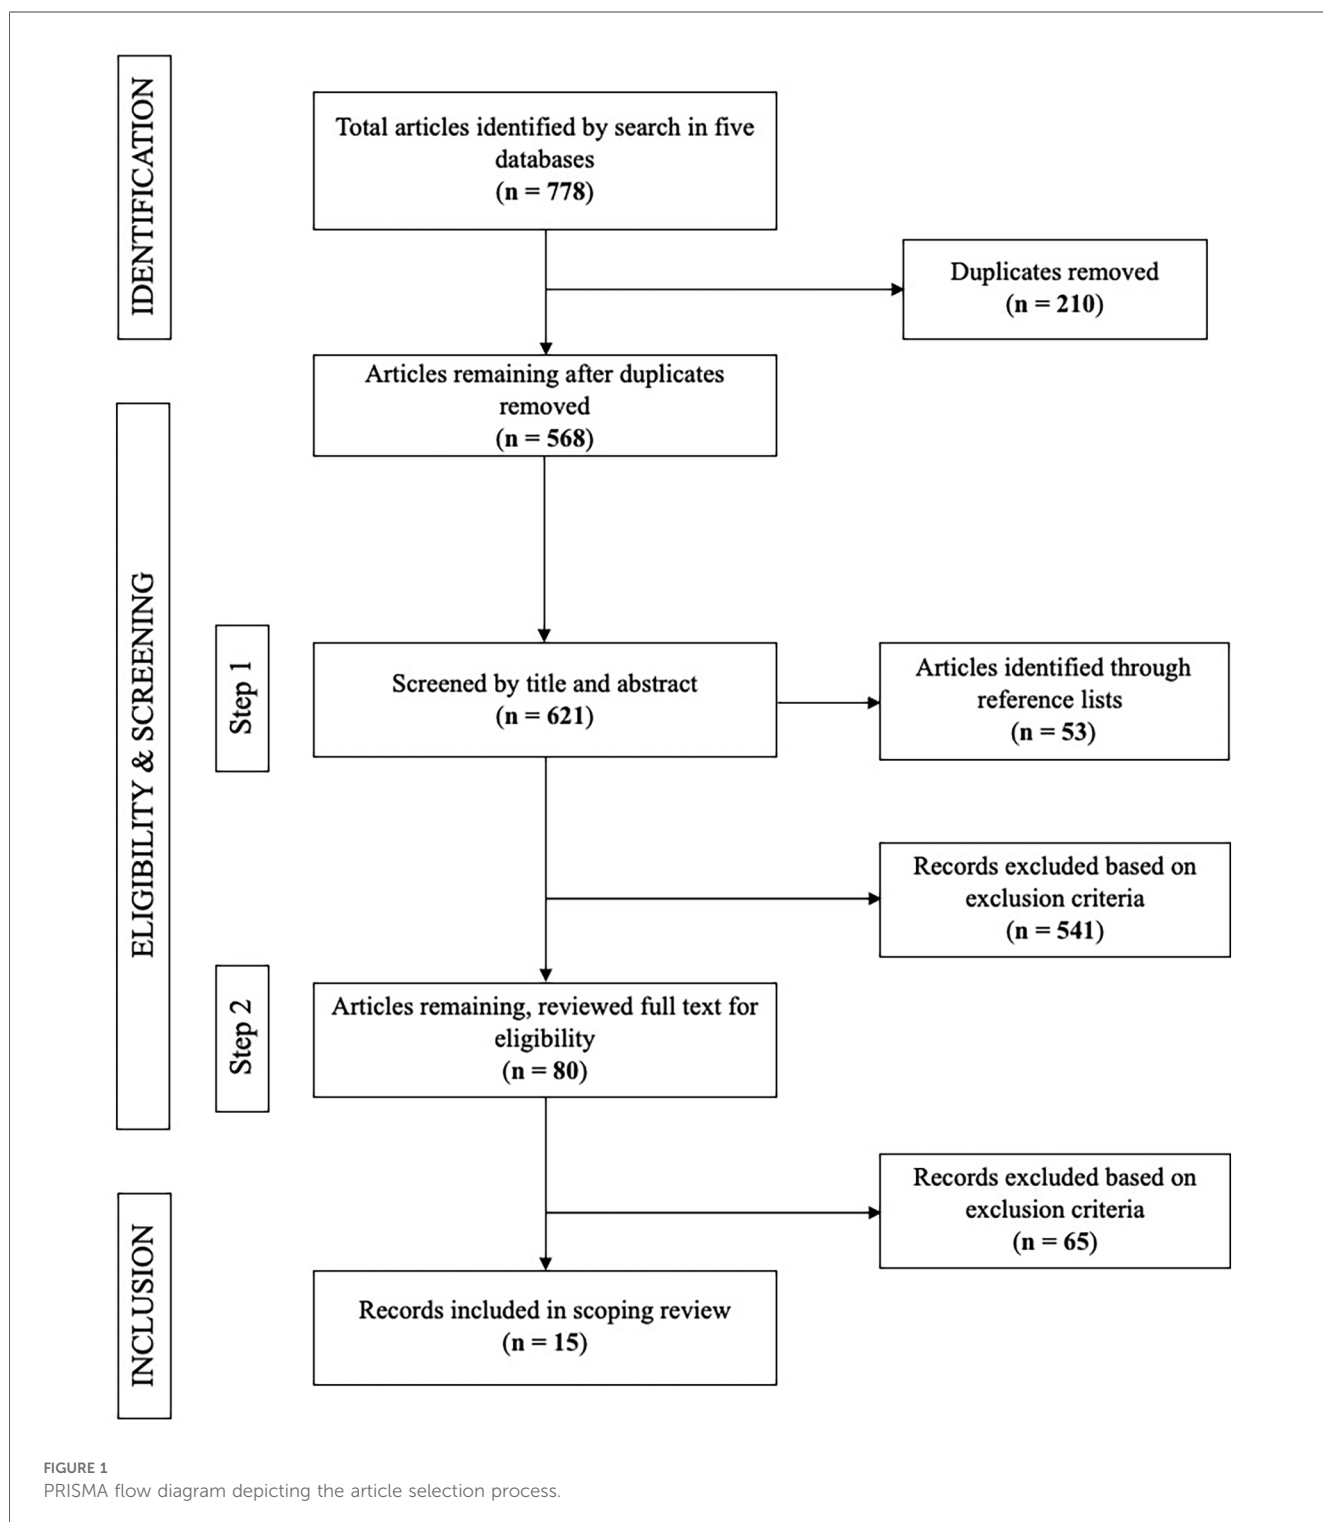 IDENTIFICATION
Total articles identified by search in five
databases
(n = 778)
Duplicates removed
(n = 210)
Articles remaining after duplicates
removed
(n = 568)
ELIGIBILITY & SCREENING
Step 1
Screened by title and abstract
(n = 621)
Articles identified through
reference lists
(n = 53)
Records excluded based on
exclusion criteria
(n = 541)
Step 2
Articles remaining, reviewed full text for
eligibility
(n = 80)
Records excluded based on
exclusion criteria
(n = 65)
INCLUSION
Records included in scoping review
(n = 15)
FIGURE 1
PRISMA flow diagram depicting the article selection process.